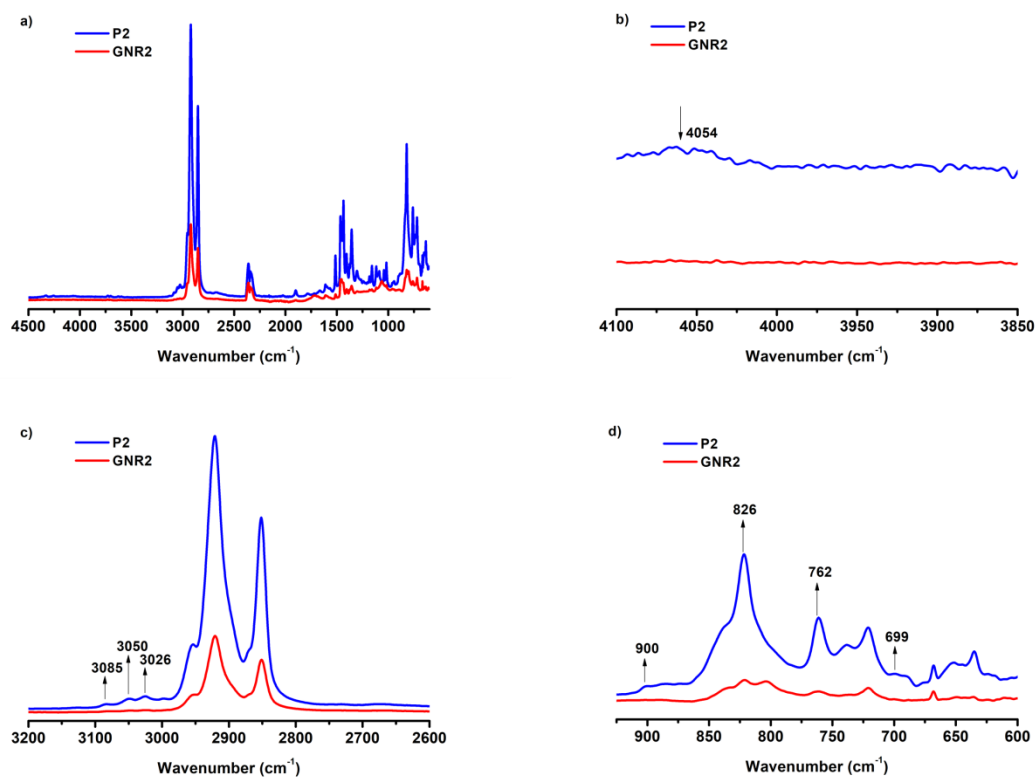 a)
P2
GNR2
4500 4000 3500 3000 2500 2000 1500 1000
Wavenumber (cm⁻¹)
b)
P2
GNR2
4054
4100 4050 4000 3950 3900 3850
Wavenumber (cm⁻¹)
c)
P2
GNR2
3085
3050
3026
3200 3100 3000 2900 2800 2700 2600
Wavenumber (cm⁻¹)
d)
P2
GNR2
900
826
762
699
900 850 800 750 700 650 600
Wavenumber (cm⁻¹)